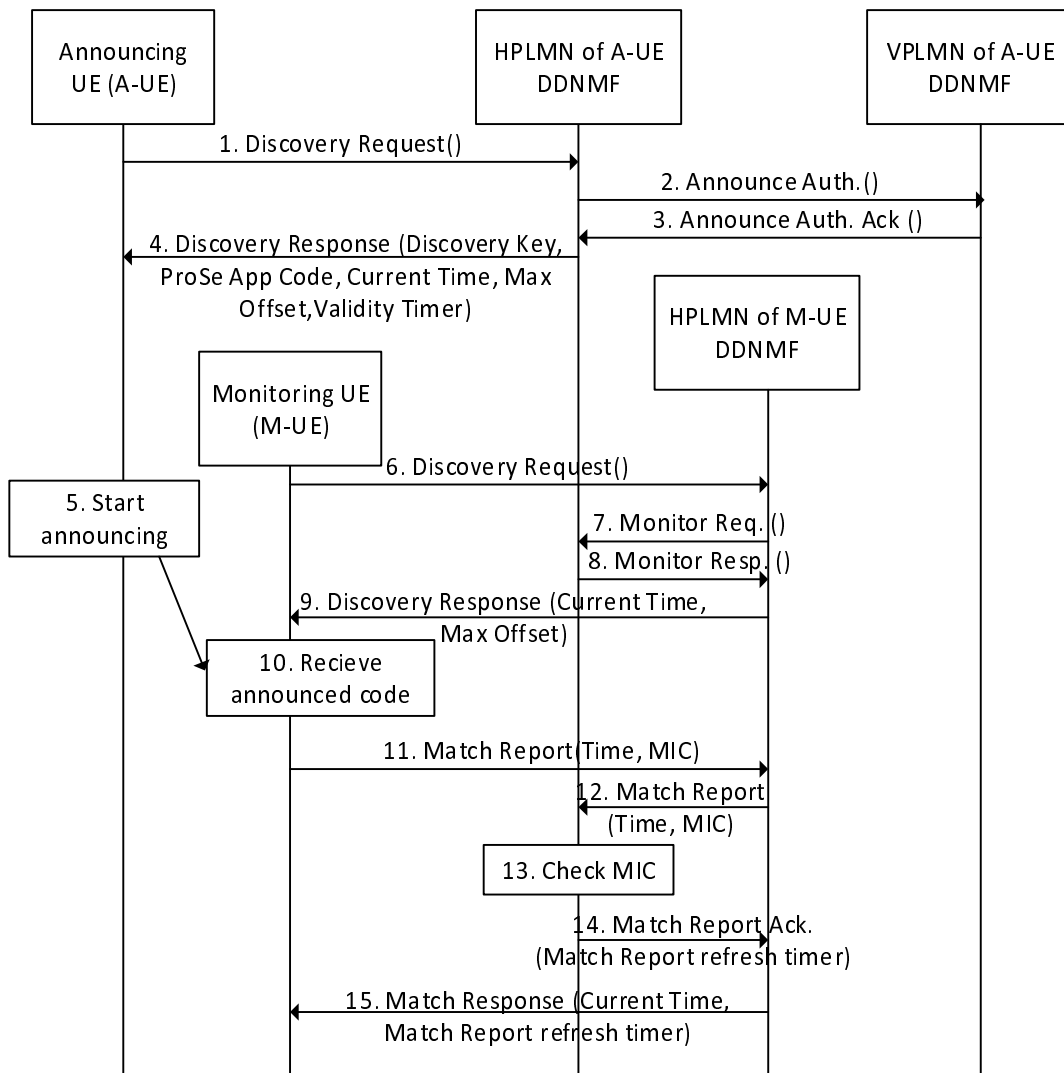 Announcing
UE (A-UE)
HPLMN of A-UE
DDNMF
VPLMN of A-UE
DDNMF
1. Discovery Request()
2. Announce Auth.()
3. Announce Auth. Ack ()
4. Discovery Response (Discovery Key,
ProSe App Code, Current Time, Max
Offset,Validity Timer)
HPLMN of M-UE
DDNMF
Monitoring UE
(M-UE)
6. Discovery Request()
5. Start
announcing
7. Monitor Req. ()
8. Monitor Resp. ()
9. Discovery Response (Current Time,
Max Offset)
10. Recieve
announced code
11. Match Report(Time, MIC)
12. Match Report
(Time, MIC)
13. Check MIC
14. Match Report Ack.
(Match Report refresh timer)
15. Match Response (Current Time,
Match Report refresh timer)